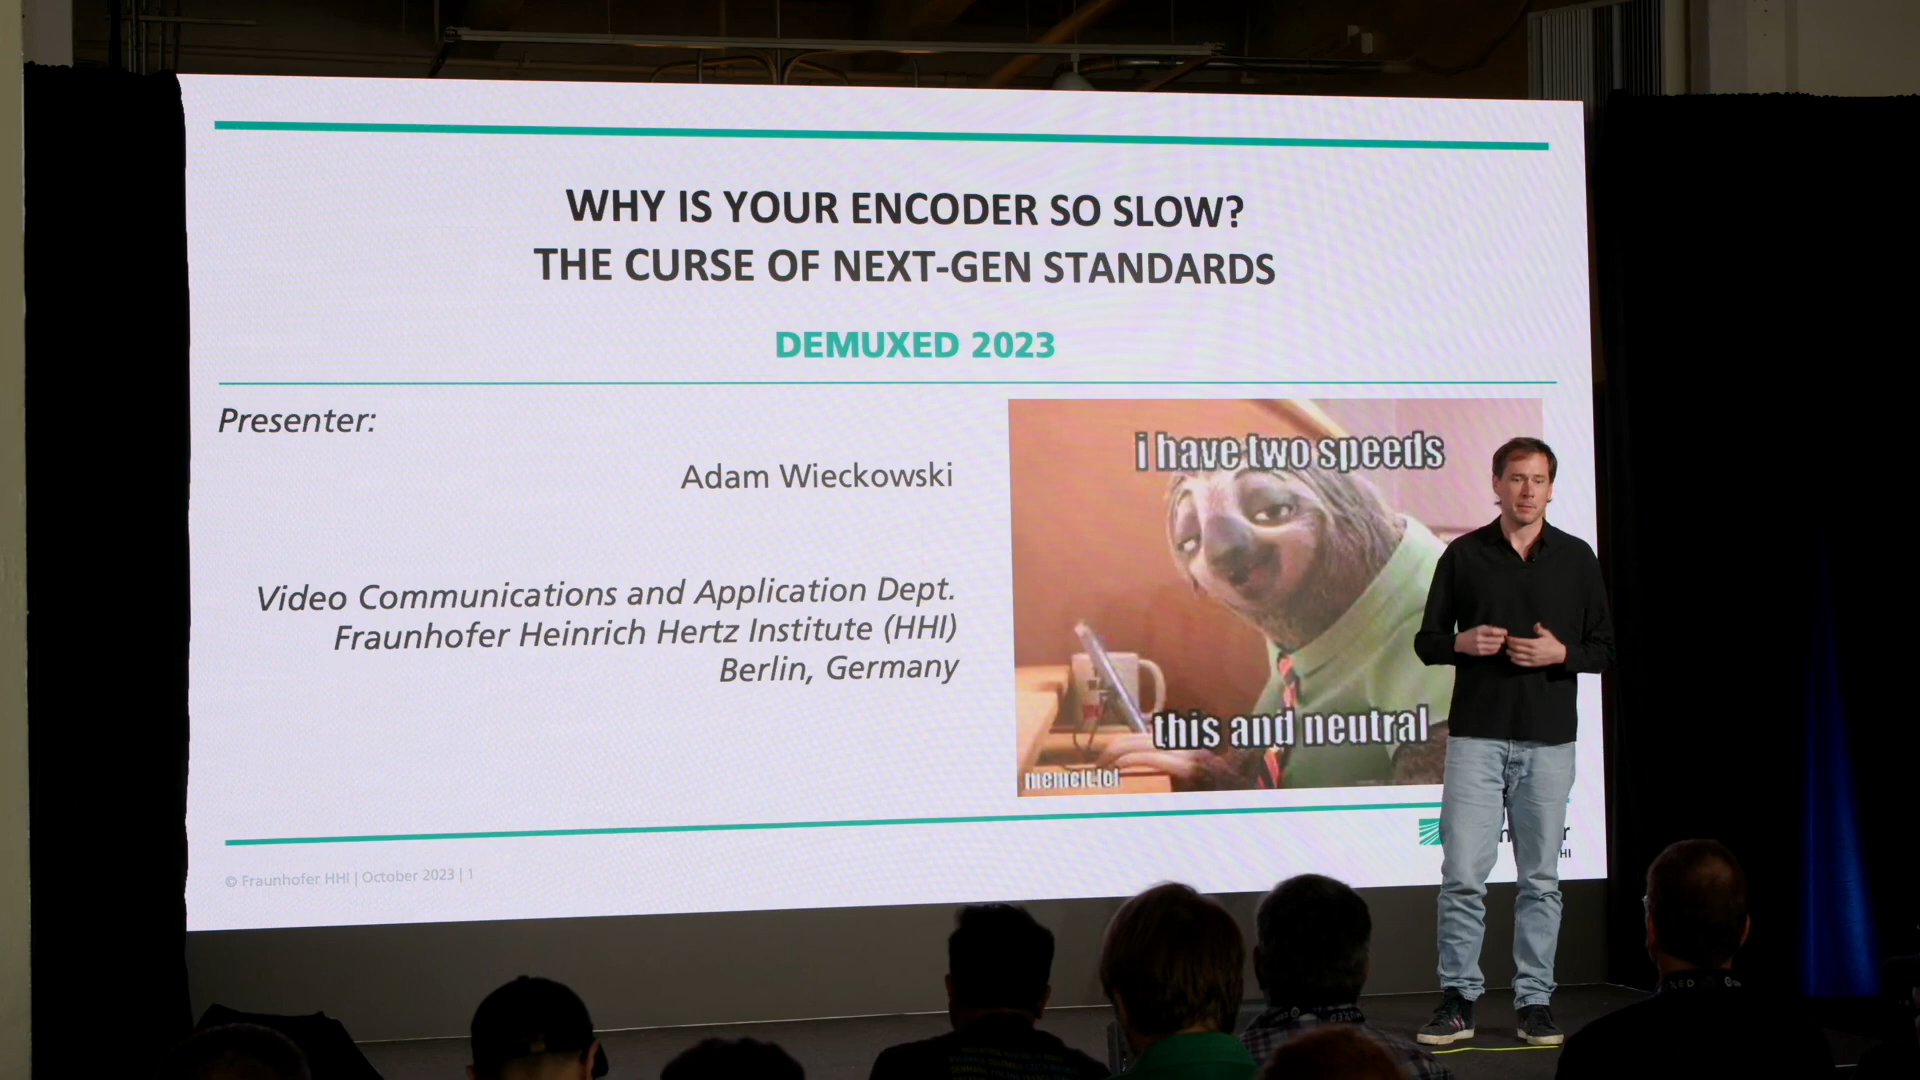 WHY IS YOUR ENCODER SO SLOW?
THE CURSE OF NEXT-GEN STANDARDS
DEMUXED 2023
Presenter:
Adam Wieckowski
Video Communications and Application Dept.
Fraunhofer Heinrich Hertz Institute (HHI)
Berlin, Germany
i have two speeds
this and neutral
memeit.lol
© Fraunhofer HHI | October 2023 | 1